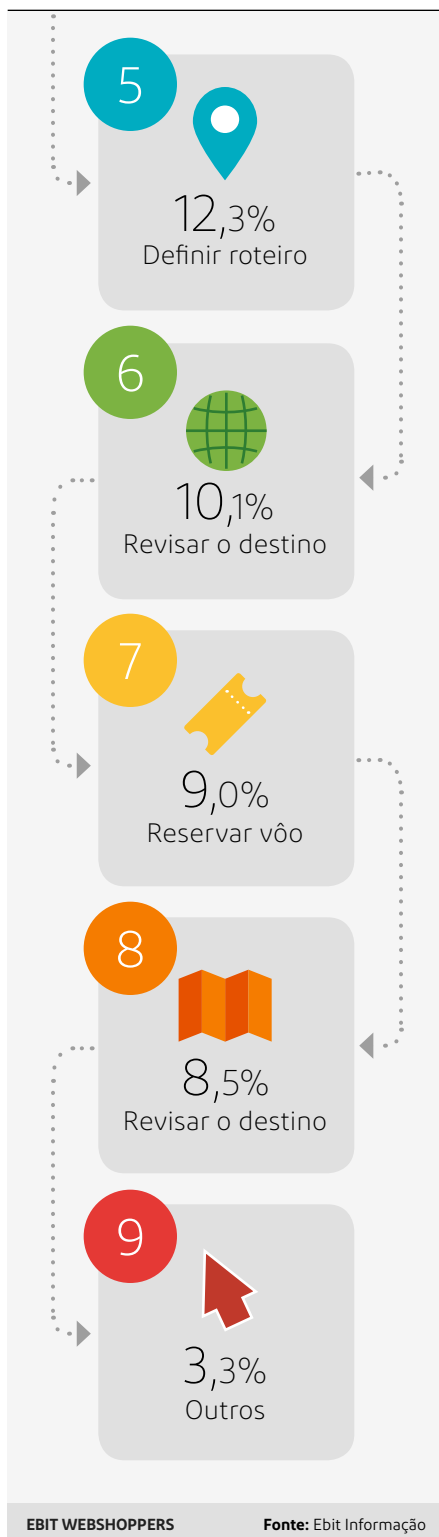 5
12,3%
Definir roteiro
6
10,1%
Revisar o destino
7
9,0%
Reservar vôo
8
8,5%
Revisar o destino
9
3,3%
Outros
EBIT WEBSHOPPERS Fonte: Ebit Informação